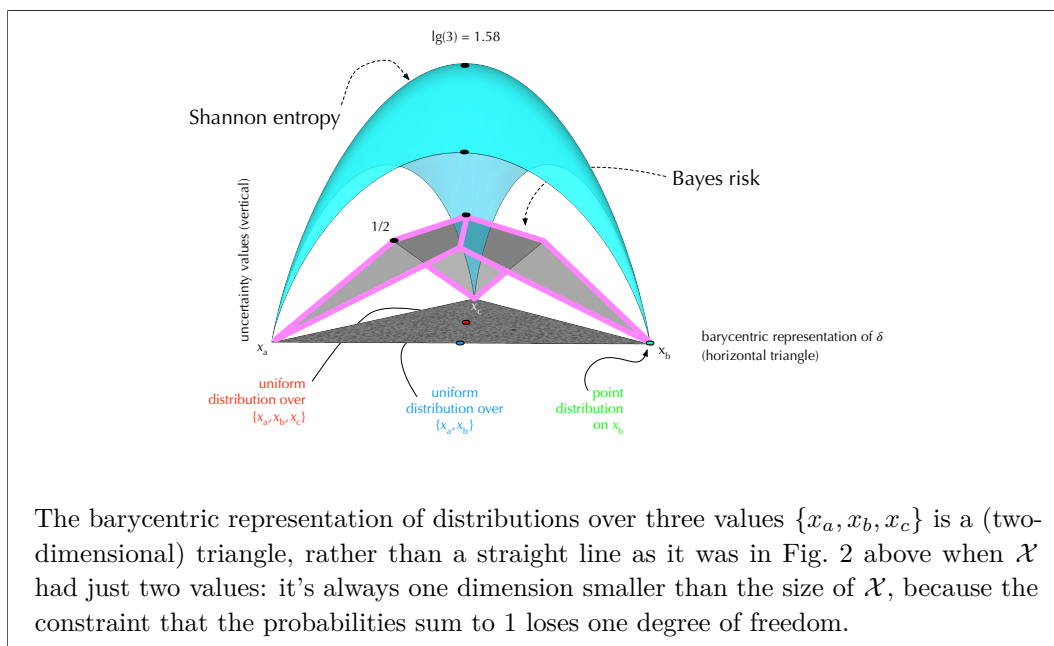 lg(3) = 1.58
Shannon entropy
Bayes risk
uncertainty values (vertical)
1/2
x_c
x_a
x_b
barycentric representation of δ
(horizontal triangle)
uniform
distribution over
{x_a,x_b,x_c}
uniform
distribution over
{x_a,x_b}
point
distribution
on x_b
The barycentric representation of distributions over three values {x_a, x_b, x_c} is a (two-
dimensional) triangle, rather than a straight line as it was in Fig. 2 above when 𝒳
had just two values: it's always one dimension smaller than the size of 𝒳, because the
constraint that the probabilities sum to 1 loses one degree of freedom.